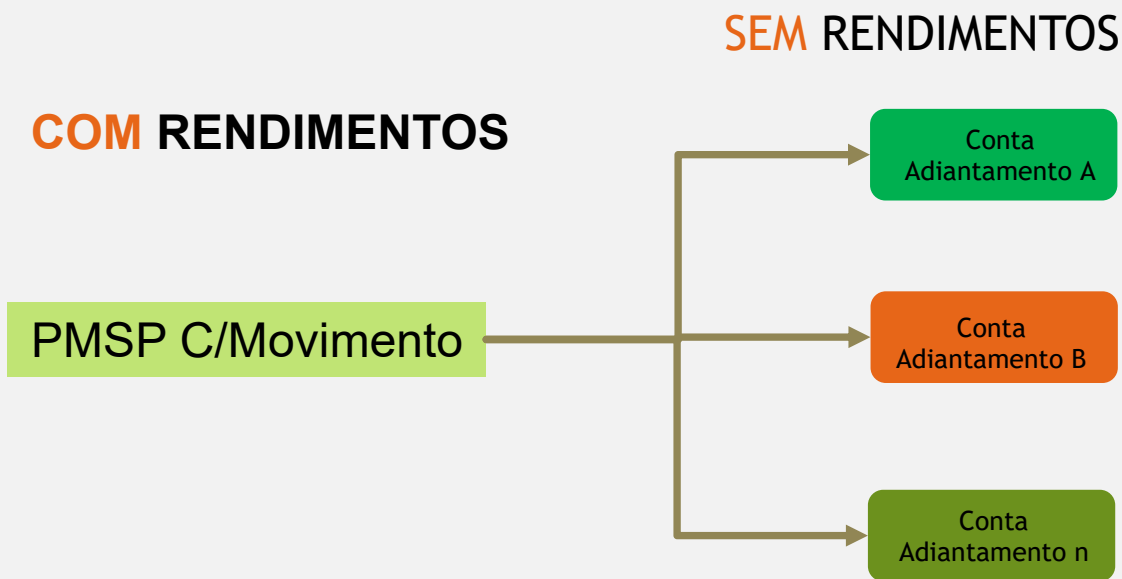 SEM RENDIMENTOS
COM RENDIMENTOS
Conta
Adiantamento A
PMSP C/Movimento
Conta
Adiantamento B
Conta
Adiantamento n